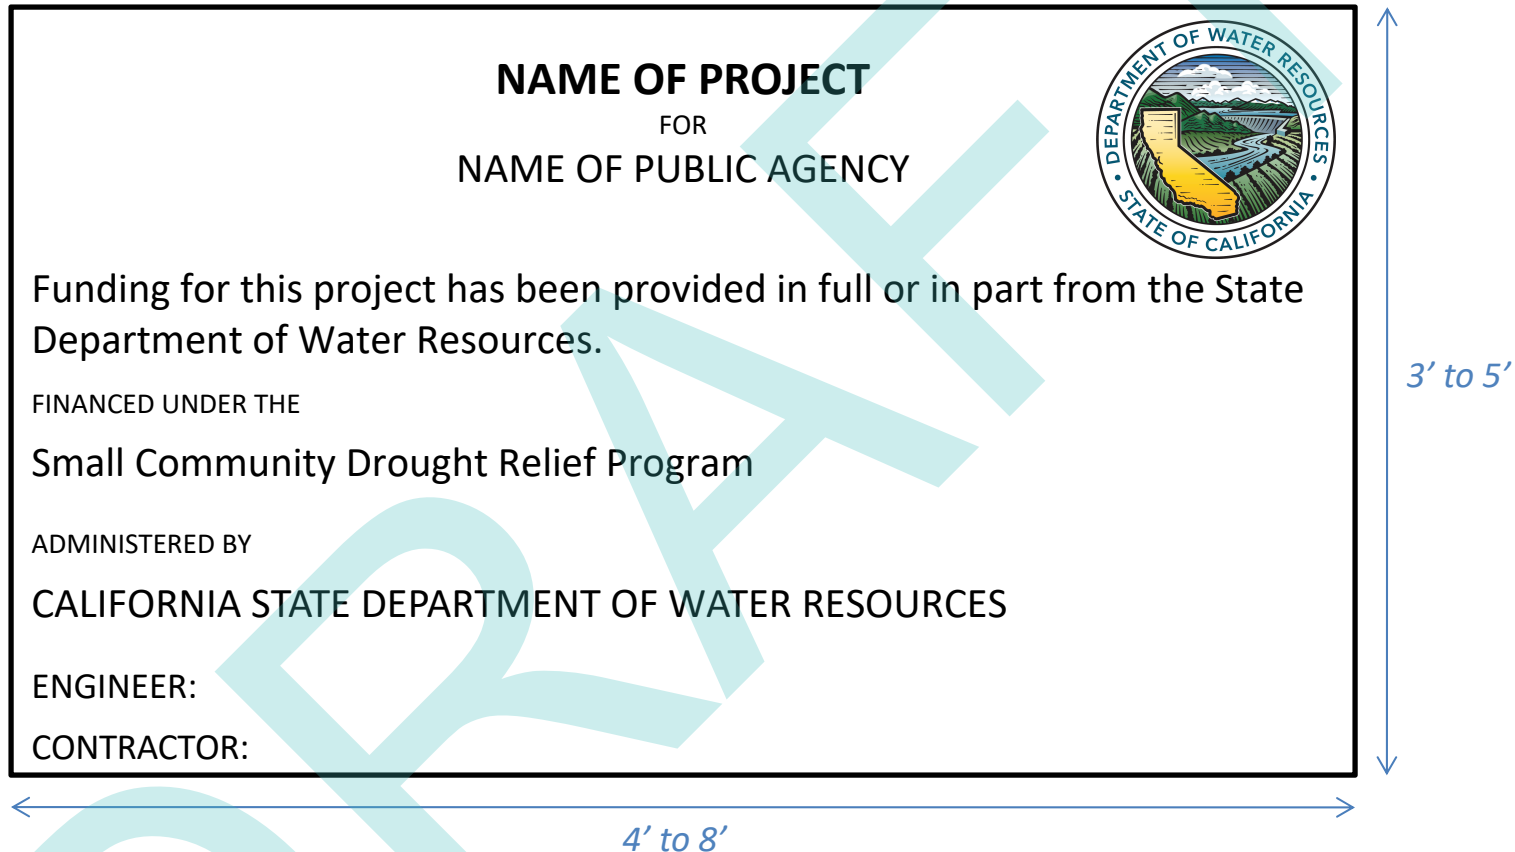 NAME OF PROJECT
FOR
NAME OF PUBLIC AGENCY
DEPARTMENT OF WATER RESOURCES
• STATE OF CALIFORNIA •
Funding for this project has been provided in full or in part from the State
Department of Water Resources.
FINANCED UNDER THE
Small Community Drought Relief Program
ADMINISTERED BY
CALIFORNIA STATE DEPARTMENT OF WATER RESOURCES
ENGINEER:
CONTRACTOR:
3’ to 5’
4’ to 8’
DRAFT